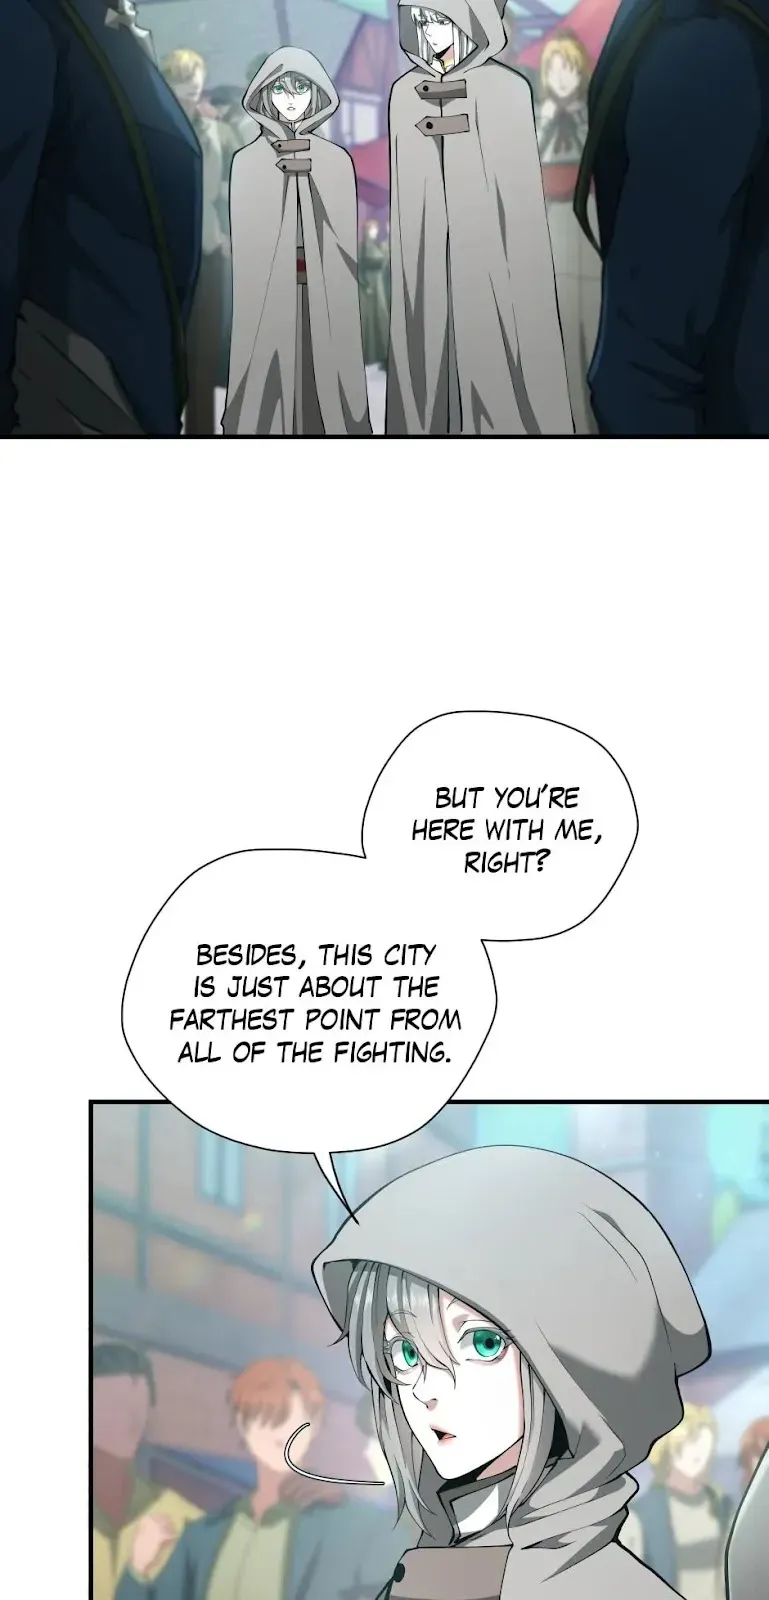 BUT YOU'RE
HERE WITH ME,
RIGHT?
BESIDES, THIS CITY
IS JUST ABOUT THE
FARTHEST POINT FROM
ALL OF THE FIGHTING.